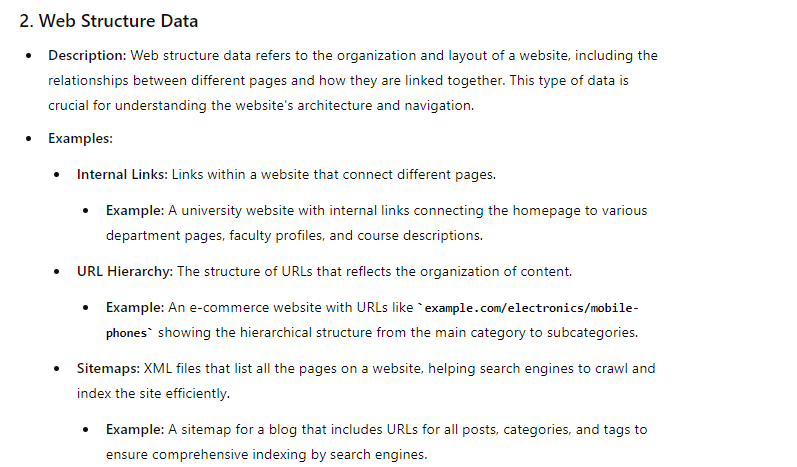 2. Web Structure Data
• Description: Web structure data refers to the organization and layout of a website, including the
relationships between different pages and how they are linked together. This type of data is
crucial for understanding the website's architecture and navigation.
• Examples:
• Internal Links: Links within a website that connect different pages.
• Example: A university website with internal links connecting the homepage to various
department pages, faculty profiles, and course descriptions.
• URL Hierarchy: The structure of URLs that reflects the organization of content.
• Example: An e-commerce website with URLs like `example.com/electronics/mobile-
phones` showing the hierarchical structure from the main category to subcategories.
• Sitemaps: XML files that list all the pages on a website, helping search engines to crawl and
index the site efficiently.
• Example: A sitemap for a blog that includes URLs for all posts, categories, and tags to
ensure comprehensive indexing by search engines.